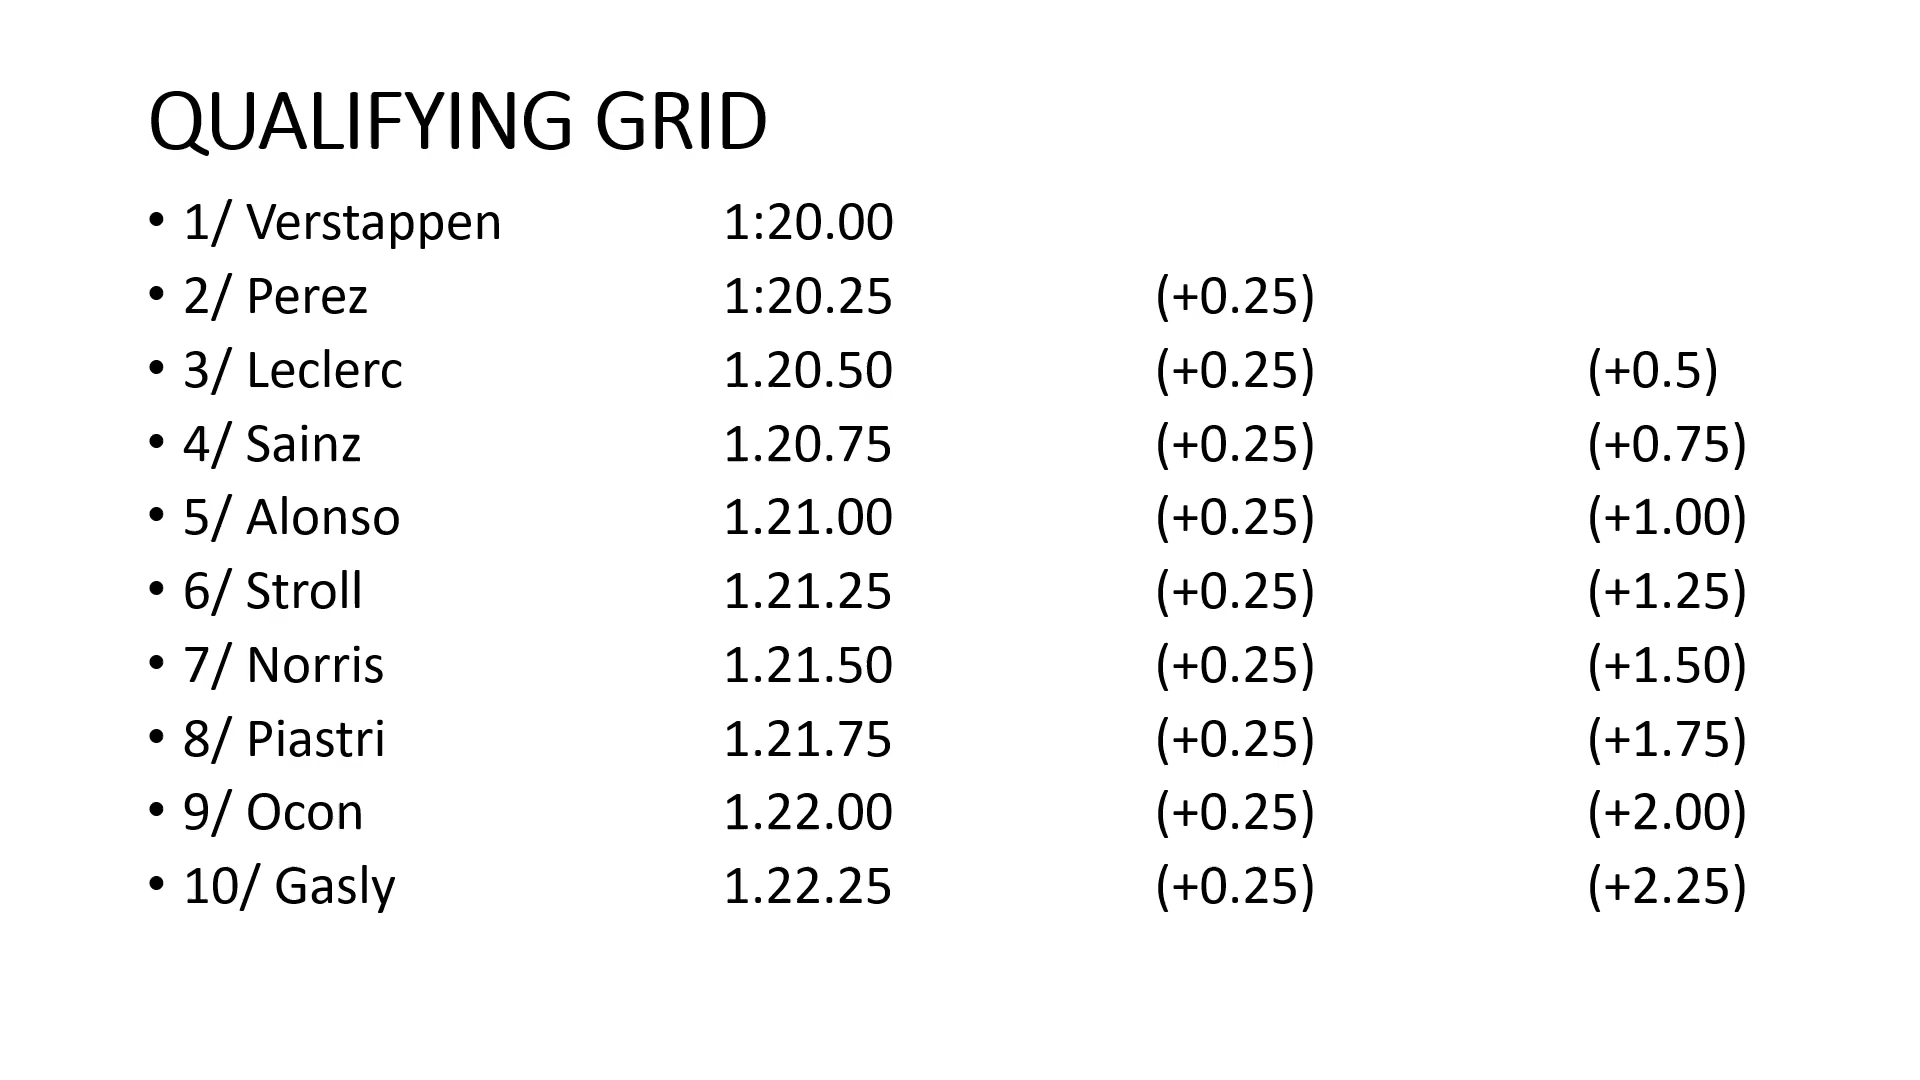 QUALIFYING GRID
• 1/ Verstappen 1:20.00
• 2/ Perez 1:20.25 (+0.25)
• 3/ Leclerc 1.20.50 (+0.25) (+0.5)
• 4/ Sainz 1.20.75 (+0.25) (+0.75)
• 5/ Alonso 1.21.00 (+0.25) (+1.00)
• 6/ Stroll 1.21.25 (+0.25) (+1.25)
• 7/ Norris 1.21.50 (+0.25) (+1.50)
• 8/ Piastri 1.21.75 (+0.25) (+1.75)
• 9/ Ocon 1.22.00 (+0.25) (+2.00)
• 10/ Gasly 1.22.25 (+0.25) (+2.25)